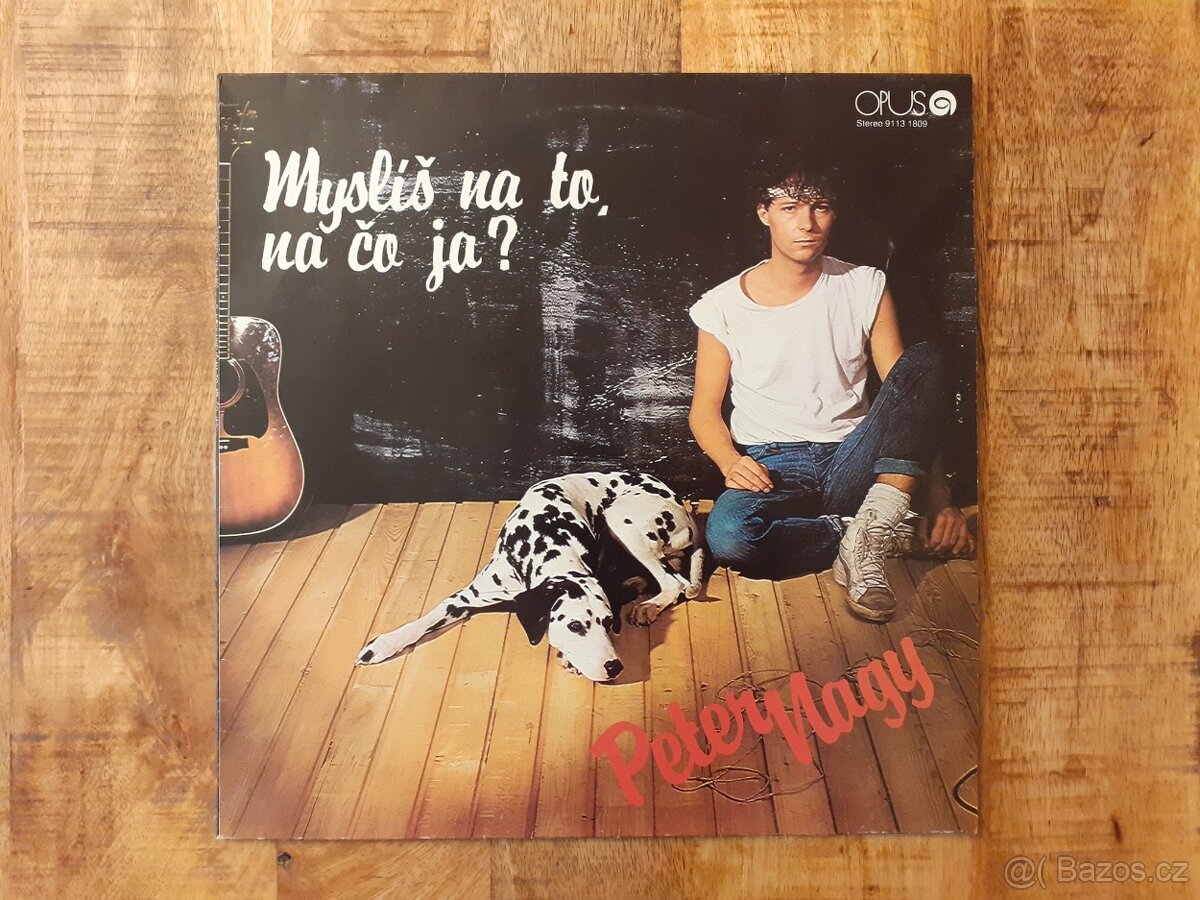 OPUS
Stereo 9113 1809
Myslíš na to,
na čo ja?
Peter Nagy
@( Bazos.cz